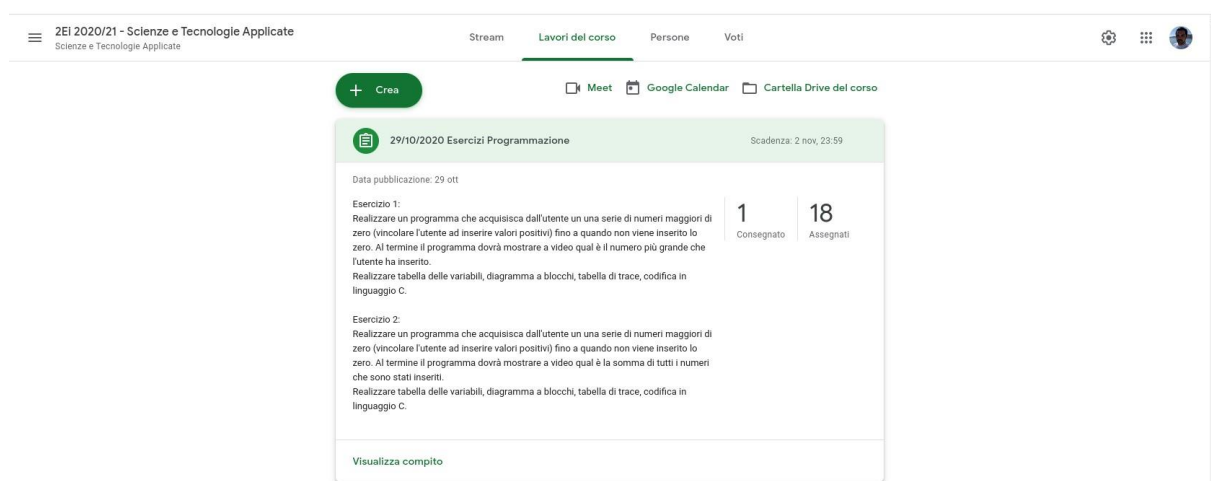 2EI 2020/21 - Scienze e Tecnologie Applicate
Scienze e Tecnologie Applicate
Stream Lavori del corso Persone Voti
Crea
Meet Google Calendar Cartella Drive del corso
29/10/2020 Esercizi Programmazione
Scadenza: 2 nov, 23:59
Data pubblicazione: 29 ott
Esercizio 1:
Realizzare un programma che acquisisca dall'utente un una serie di numeri maggiori di
zero (vincolare l'utente ad inserire valori positivi) fino a quando non viene inserito lo
zero. Al termine il programma dovrà mostrare a video qual è il numero più grande che
l'utente ha inserito.
Realizzare tabella delle variabili, diagramma a blocchi, tabella di trace, codifica in
linguaggio C.
Esercizio 2:
Realizzare un programma che acquisisca dall'utente un una serie di numeri maggiori di
zero (vincolare l'utente ad inserire valori positivi) fino a quando non viene inserito lo
zero. Al termine il programma dovrà mostrare a video qual è la somma di tutti i numeri
che sono stati inseriti.
Realizzare tabella delle variabili, diagramma a blocchi, tabella di trace, codifica in
linguaggio C.
1 18
Consegnato Assegnati
Visualizza compito